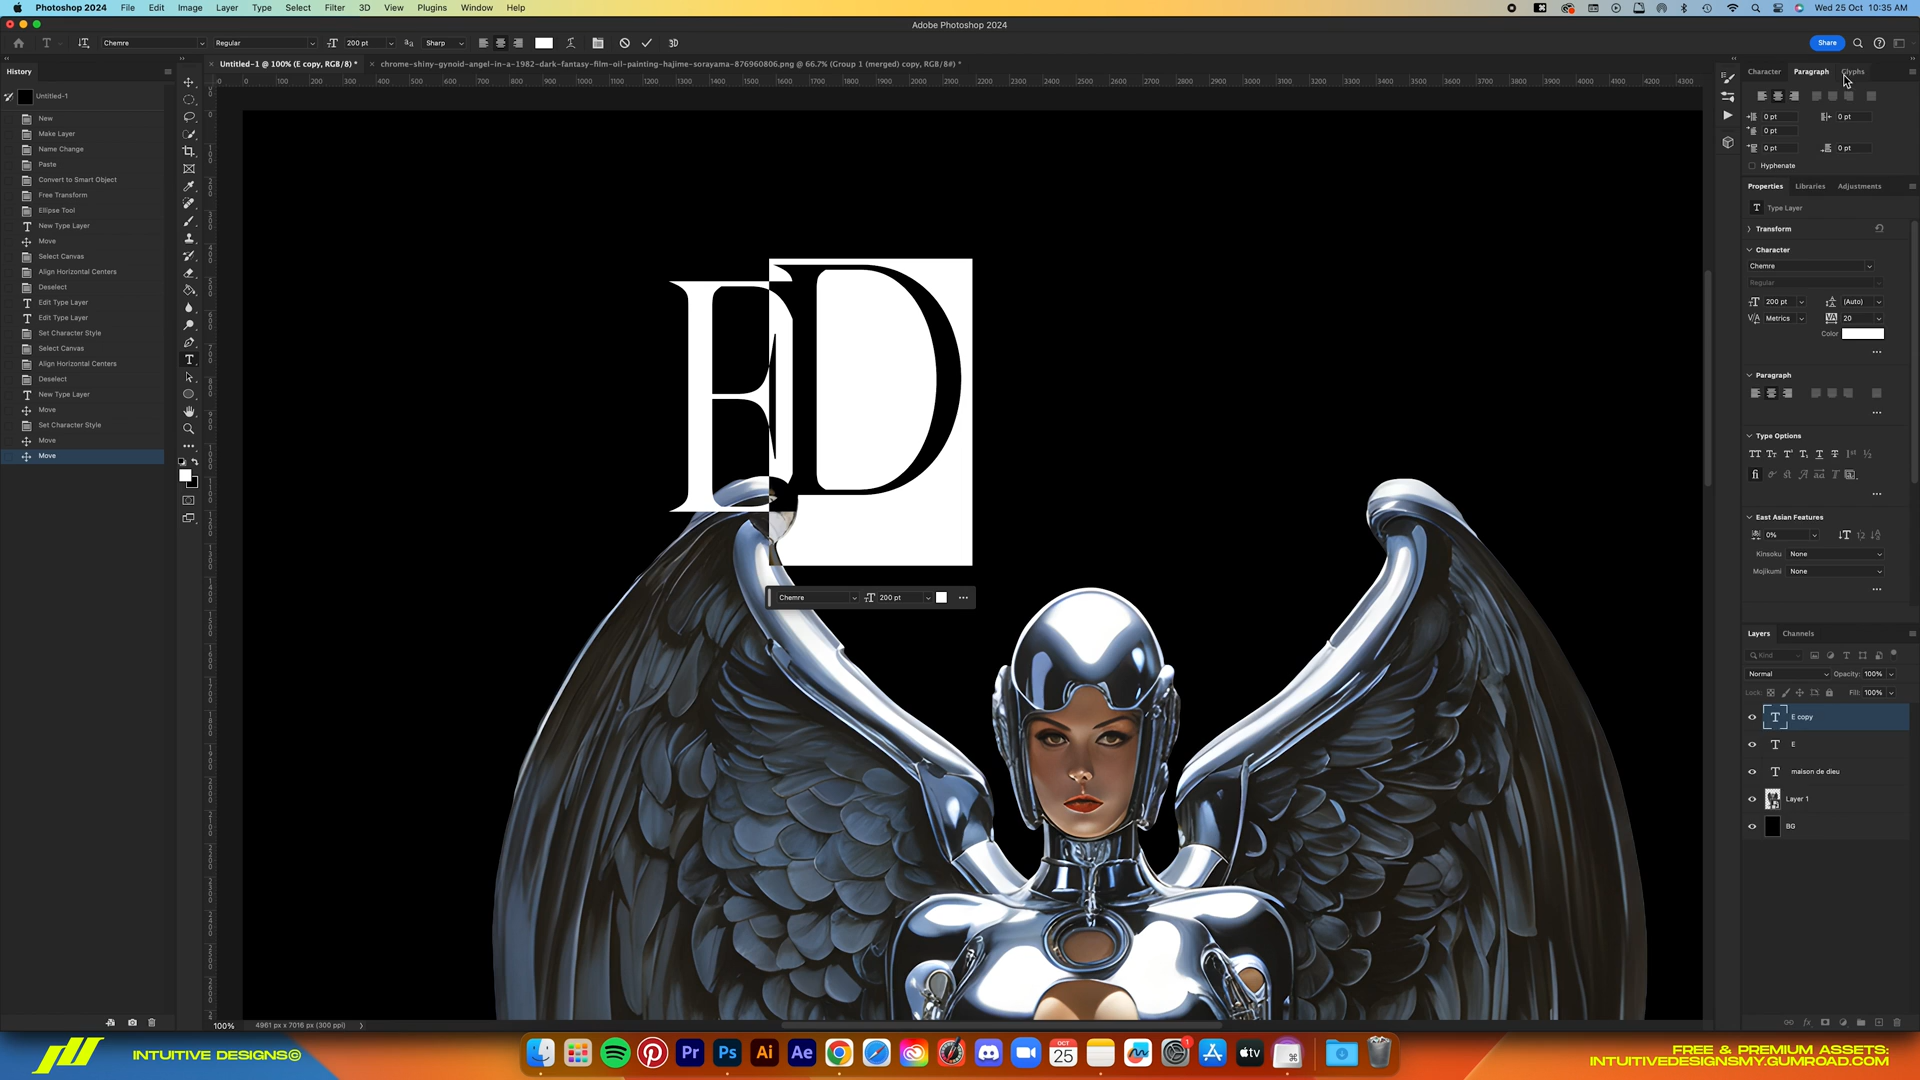 Photoshop 2024 File Edit Image Layer Type Select Filter 3D View Plugins Window Help
Wed 25 Oct 10:35 AM
Adobe Photoshop 2024
Chemre Regular 200 pt Sharp 3D
Share
Untitled-1 @ 100% (E copy, RGB/8) *
chrome-shiny-gynoid-angel-in-a-1982-dark-fantasy-film-oil-painting-hajime-sorayama-876960806.png @ 66.7% (Group 1 (merged) copy, RGB/8#) *
History
Untitled-1
New
Make Layer
Name Change
Paste
Convert to Smart Object
Free Transform
Ellipse Tool
New Type Layer
Move
Select Canvas
Align Horizontal Centers
Deselect
Edit Type Layer
Edit Type Layer
Set Character Style
Select Canvas
Align Horizontal Centers
Deselect
New Type Layer
Move
Set Character Style
Move
Move
E D
Chemre 200 pt
Character Paragraph Glyphs
0 pt 0 pt
0 pt
0 pt 0 pt
Hyphenate
Properties Libraries Adjustments
Type Layer
Transform
Character
Chemre
Regular
200 pt (Auto)
Metrics 20
Color
Paragraph
Type Options
East Asian Features
0%
Kinsoku None
Mojikumi None
Layers Channels
Kind
Normal Opacity: 100%
Lock: Fill: 100%
E copy
E
maison de dieu
Layer 1
BG
100% 4961 px x 7016 px (300 ppi)
INTUITIVE DESIGNS©
Pr Ps Ai Ae
OCT 25
tv
FREE & PREMIUM ASSETS:
INTUITIVEDESIGNSMY.GUMROAD.COM